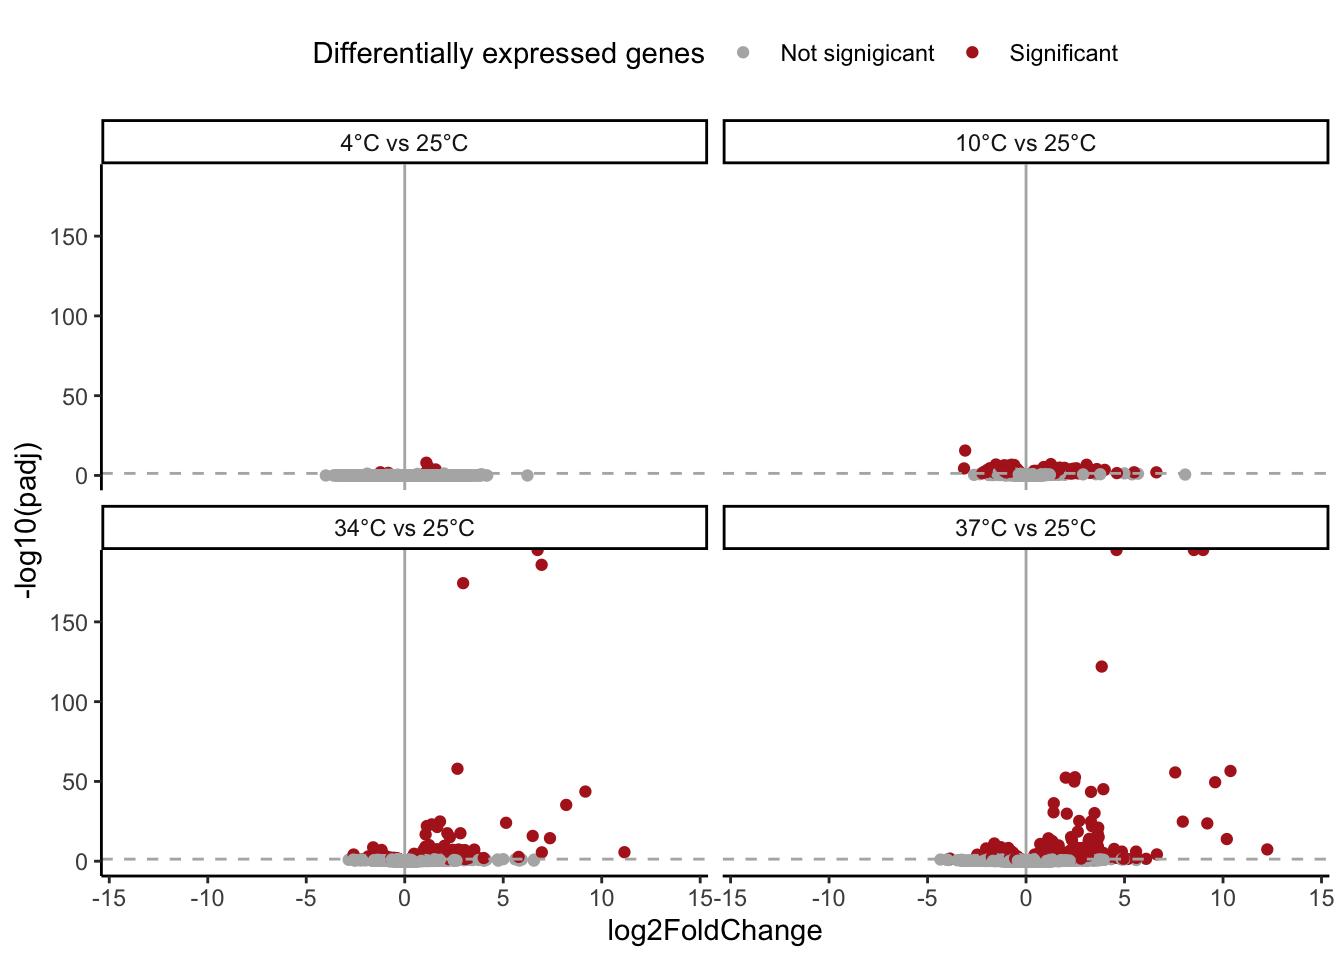 Differentially expressed genes Not signigicant Significant
4°C vs 25°C 10°C vs 25°C
150
100
50
0
-log10(padj)
34°C vs 25°C 37°C vs 25°C
150
100
50
0
-15 -10 -5 0 5 10 15 -15 -10 -5 0 5 10 15
log2FoldChange